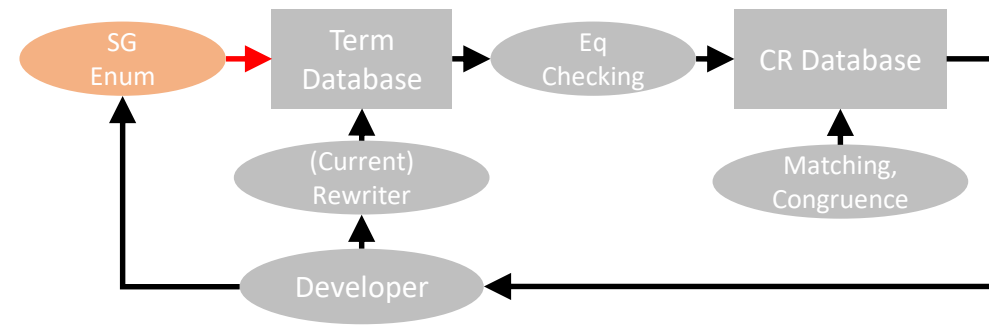 SG
Enum
Term
Database
Eq
Checking
CR Database
(Current)
Rewriter
Matching,
Congruence
Developer